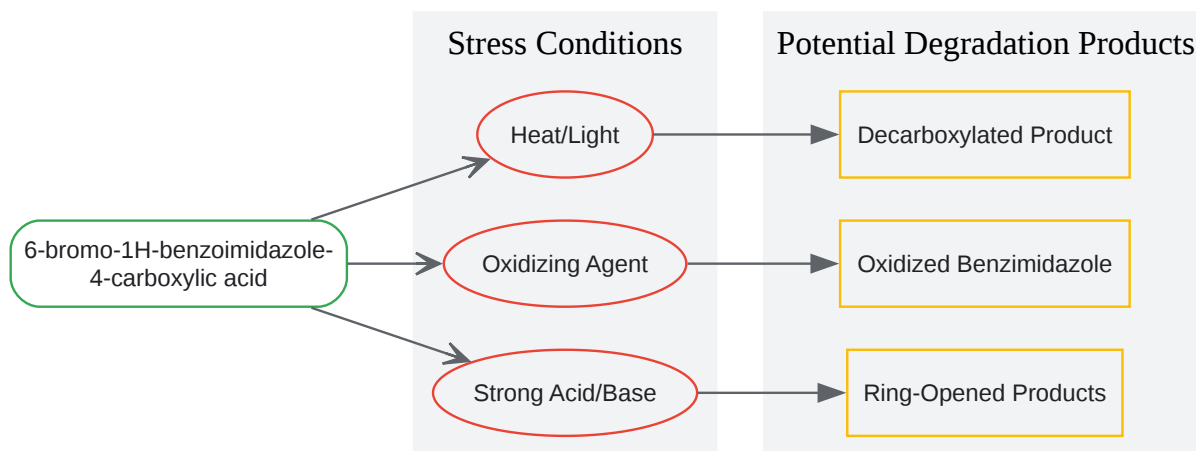 Stress Conditions
Potential Degradation Products
Heat/Light
Decarboxylated Product
6-bromo-1H-benzoimidazole-
4-carboxylic acid
Oxidizing Agent
Oxidized Benzimidazole
Strong Acid/Base
Ring-Opened Products